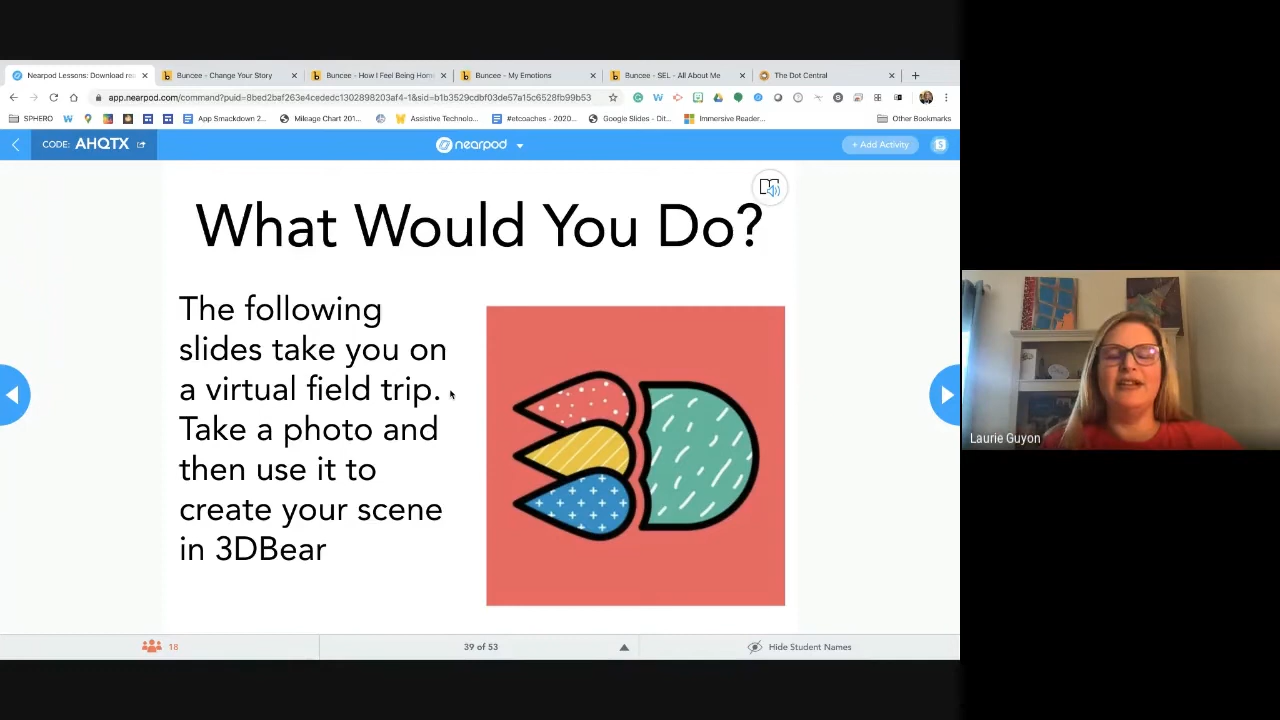 Nearpod Lessons: Download rea
Buncee - Change Your Story
Buncee - How I Feel Being Home
Buncee - My Emotions
Buncee - SEL - All About Me
The Dot Central
app.nearpod.com/command?puid=8bed2baf263e4cededc1302898203af4-1&sid=b1b3529cdbf03de57a15c6528fb99b53
SPHERO
App Smackdown 2...
Mileage Chart 201...
Assistive Technolo...
#etcoaches - 2020...
Google Slides - Dit...
Immersive Reader...
Other Bookmarks
CODE: AHQTX
nearpod
+ Add Activity
S
What Would You Do?
The following
slides take you on
a virtual field trip.
Take a photo and
then use it to
create your scene
in 3DBear
Laurie Guyon
18
39 of 53
Hide Student Names